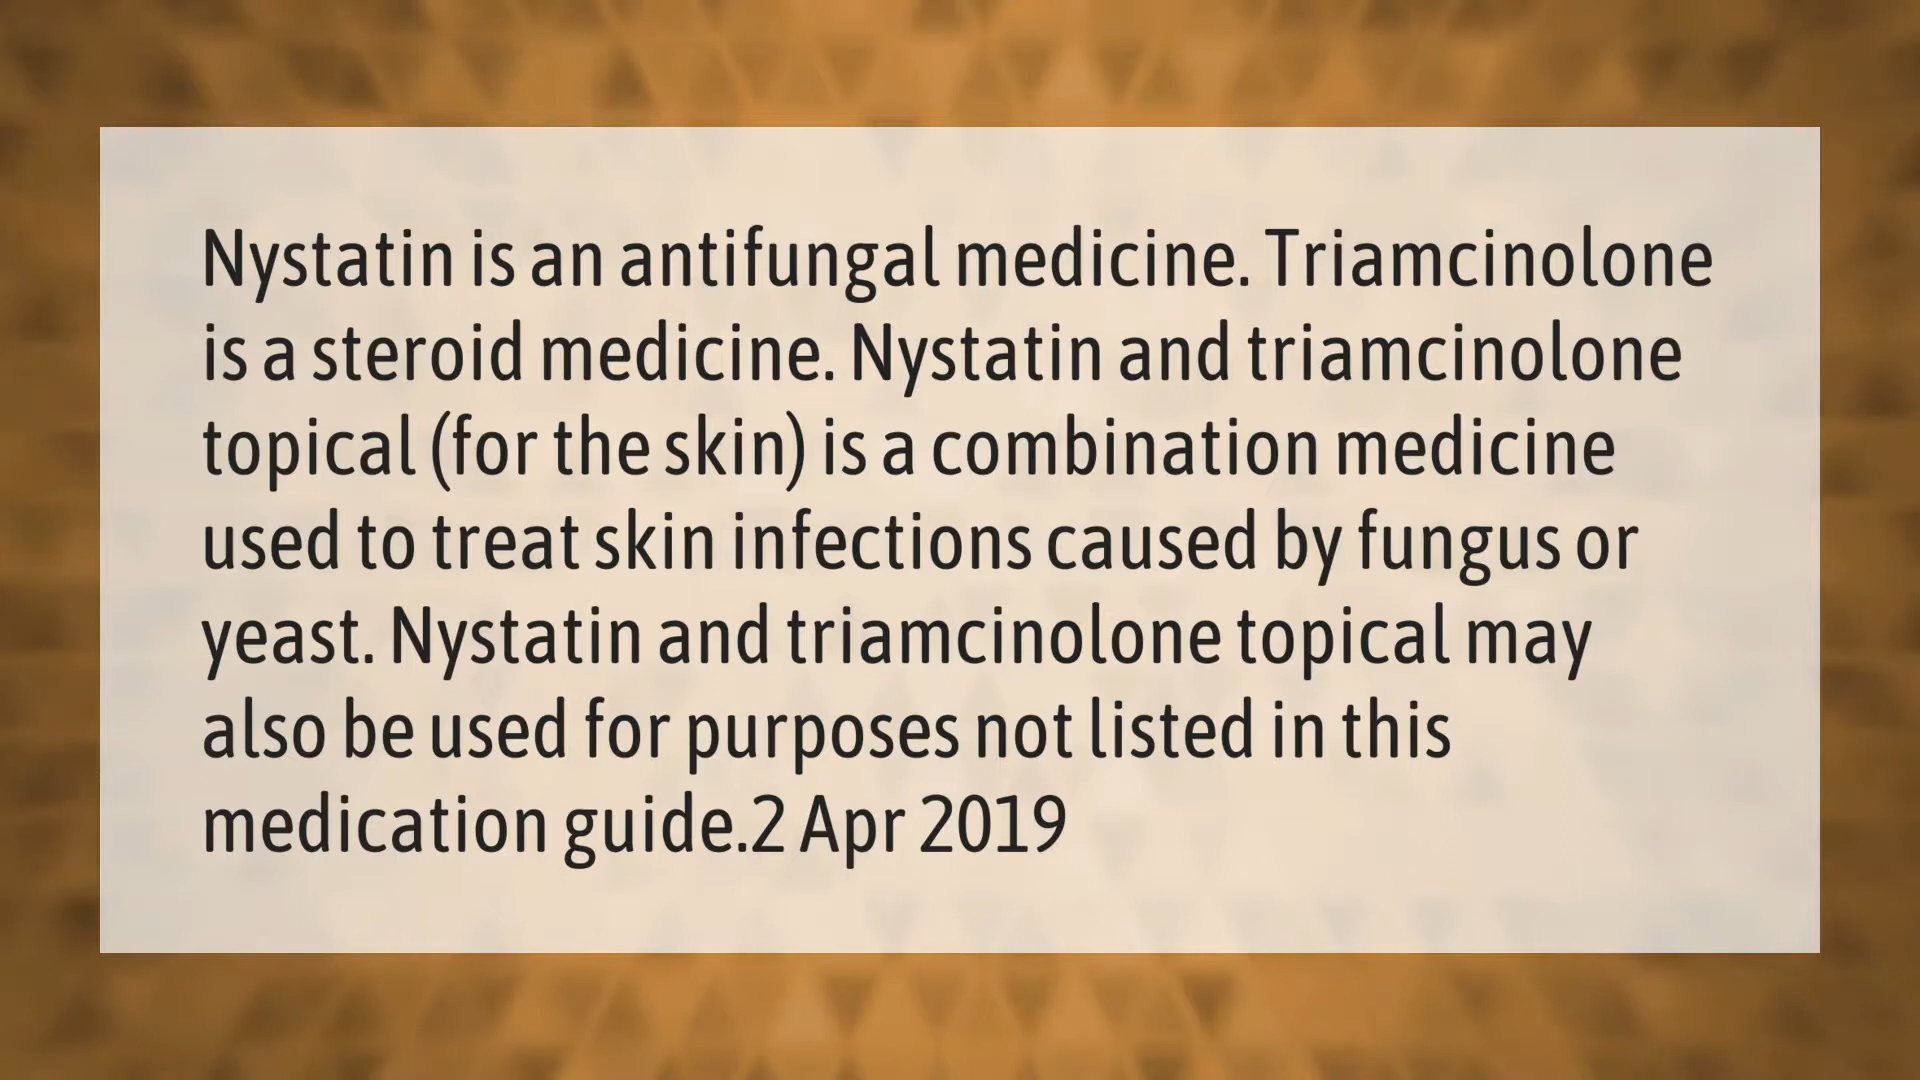 Nystatin is an antifungal medicine. Triamcinolone
is a steroid medicine. Nystatin and triamcinolone
topical (for the skin) is a combination medicine
used to treat skin infections caused by fungus or
yeast. Nystatin and triamcinolone topical may
also be used for purposes not listed in this
medication guide.2 Apr 2019